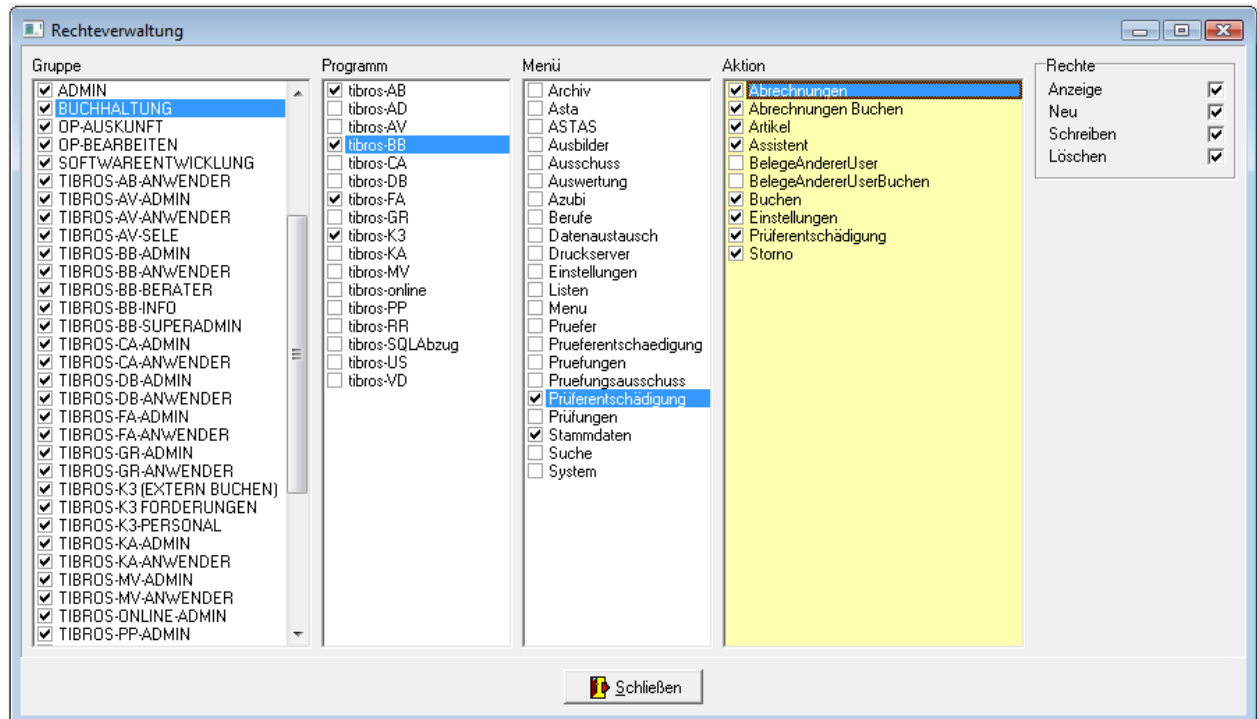 Rechteverwaltung
Gruppe
ADMIN
BUCHHALTUNG
OP-AUSKUNFT
OP-BEARBEITEN
SOFTWAREENTWICKLUNG
TIBROS-AB-ANWENDER
TIBROS-AV-ADMIN
TIBROS-AV-ANWENDER
TIBROS-AV-SELE
TIBROS-BB-ADMIN
TIBROS-BB-ANWENDER
TIBROS-BB-BERATER
TIBROS-BB-INFO
TIBROS-BB-SUPERADMIN
TIBROS-CA-ADMIN
TIBROS-CA-ANWENDER
TIBROS-DB-ADMIN
TIBROS-DB-ANWENDER
TIBROS-FA-ADMIN
TIBROS-FA-ANWENDER
TIBROS-GR-ADMIN
TIBROS-GR-ANWENDER
TIBROS-K3 (EXTERN BUCHEN)
TIBROS-K3 FORDERUNGEN
TIBROS-K3-PERSONAL
TIBROS-KA-ADMIN
TIBROS-KA-ANWENDER
TIBROS-MV-ADMIN
TIBROS-MV-ANWENDER
TIBROS-ONLINE-ADMIN
TIBROS-PP-ADMIN
Programm
tibros-AB
tibros-AD
tibros-AV
tibros-BB
tibros-CA
tibros-DB
tibros-FA
tibros-GR
tibros-K3
tibros-KA
tibros-MV
tibros-online
tibros-PP
tibros-RR
tibros-SQLAbzug
tibros-US
tibros-VD
Menü
Archiv
Asta
ASTAS
Ausbilder
Ausschuss
Auswertung
Azubi
Berufe
Datenaustausch
Druckserver
Einstellungen
Listen
Menu
Pruefer
Prueferentschaedigung
Pruefungen
Pruefungsausschuss
Prüferentschädigung
Prüfungen
Stammdaten
Suche
System
Aktion
Abrechnungen
Abrechnungen Buchen
Artikel
Assistent
BelegeAndererUser
BelegeAndererUserBuchen
Buchen
Einstellungen
Prüferentschädigung
Storno
Rechte
Anzeige
Neu
Schreiben
Löschen
Schließen